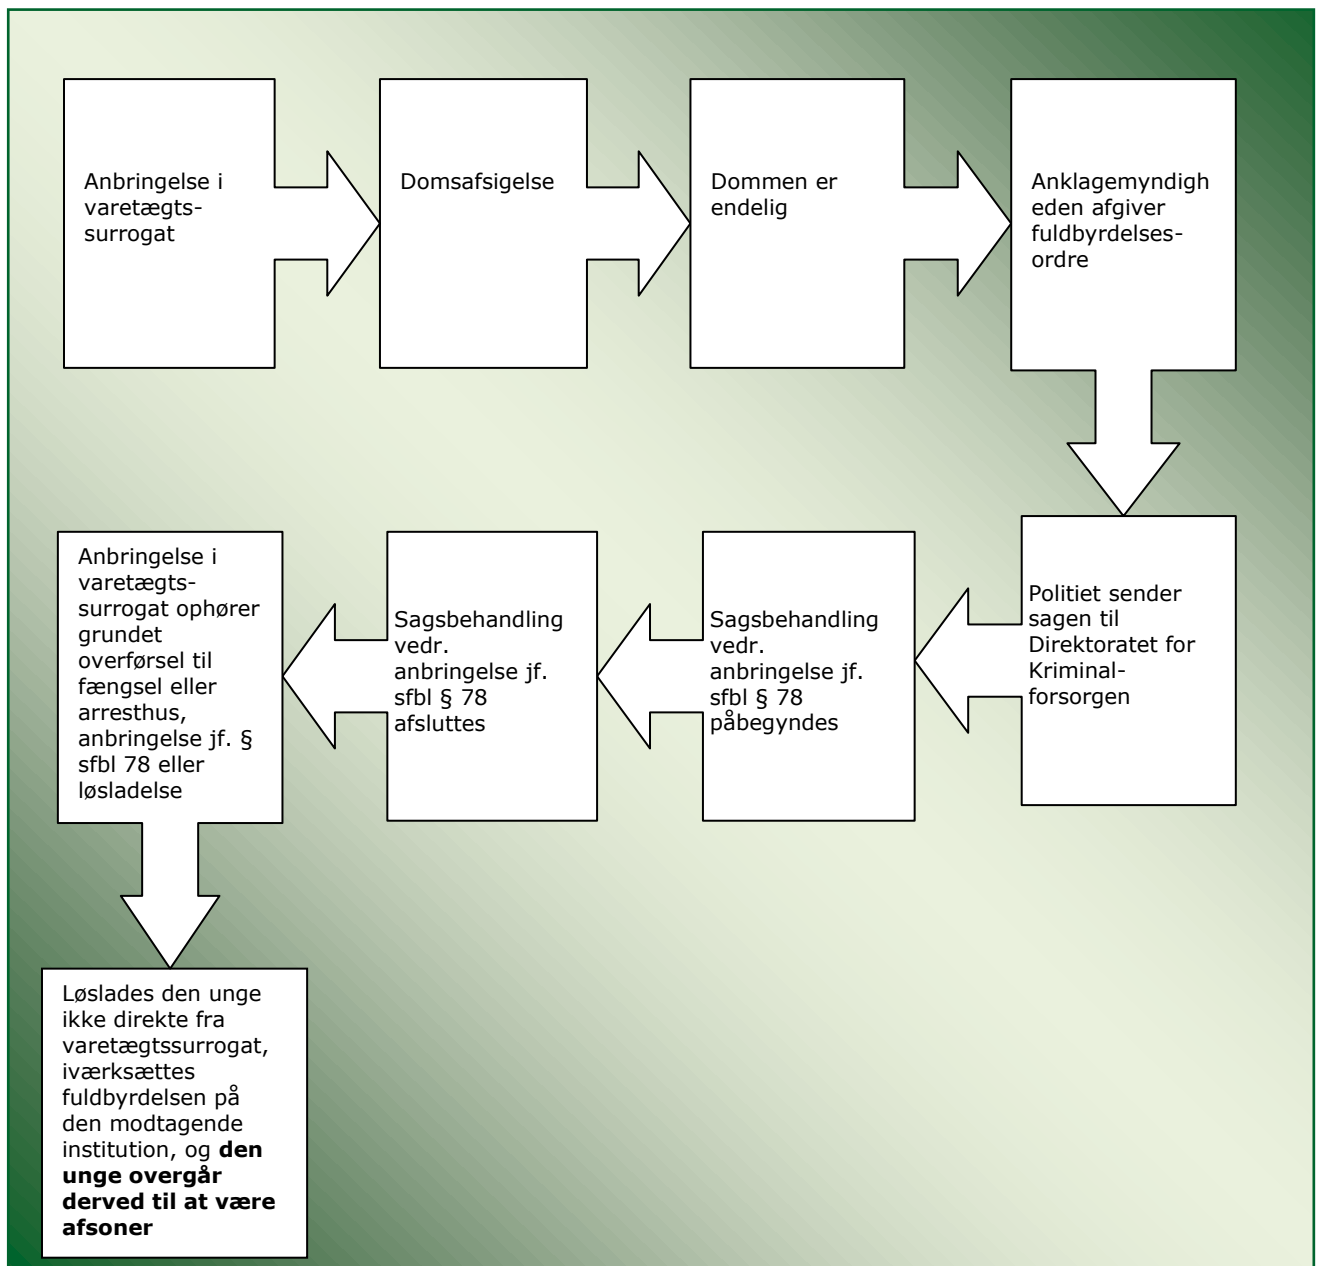 Anbringelse i
varetægts-
surrogat
Domsafsigelse
Dommen er
endelig
Anklagemyndigh
eden afgiver
fuldbyrdelses-
ordre
Politiet sender
sagen til
Direktoratet for
Kriminal-
forsorgen
Sagsbehandling
vedr.
anbringelse jf.
sfbl § 78
påbegyndes
Sagsbehandling
vedr.
anbringelse jf.
sfbl § 78
afsluttes
Anbringelse i
varetægts-
surrogat ophører
grundet
overførsel til
fængsel eller
arresthus,
anbringelse jf. §
sfbl 78 eller
løsladelse
Løslades den unge
ikke direkte fra
varetægtssurrogat,
iværksættes
fuldbyrdelsen på
den modtagende
institution, og den
unge overgår
derved til at være
afsoner